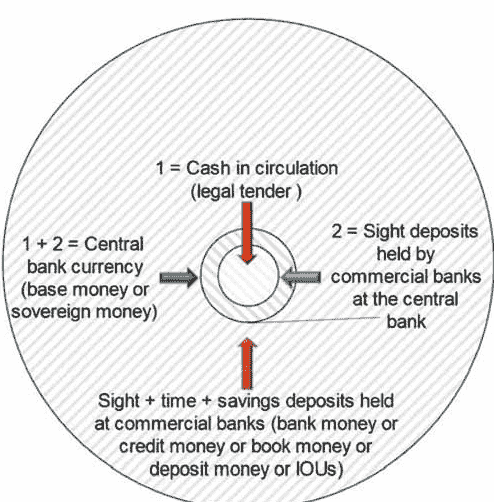 1 = Cash in circulation
(legal tender )
1 + 2 = Central
bank currency
(base money or
sovereign money)
2 = Sight deposits
held by
commercial banks
at the central
bank
Sight + time + savings deposits held
at commercial banks (bank money or
credit money or book money or
deposit money or IOUs)